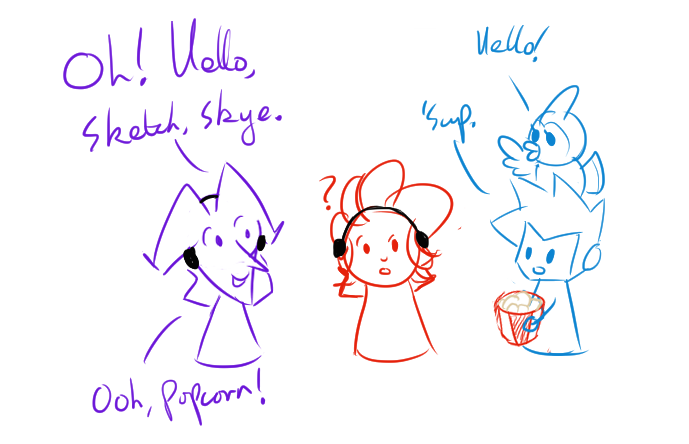 Oh! Hello,
Sketch, Skye.
Hello!
'Sup.
?
Ooh, popcorn!